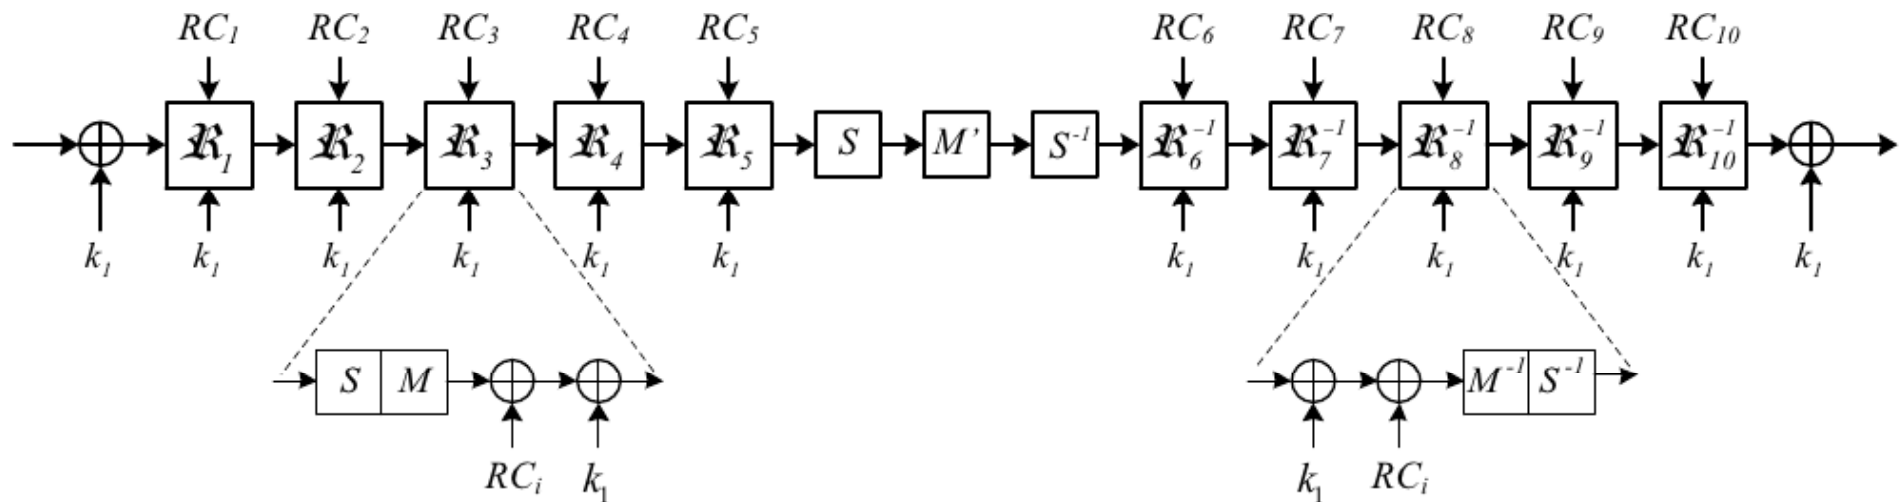 RC₁ RC₂ RC₃ RC₄ RC₅ RC₆ RC₇ RC₈ RC₉ RC₁₀
ℜ₁ ℜ₂ ℜ₃ ℜ₄ ℜ₅ S M' S⁻¹ ℜ₆⁻¹ ℜ₇⁻¹ ℜ₈⁻¹ ℜ₉⁻¹ ℜ₁₀⁻¹
k₁ k₁ k₁ k₁ k₁ k₁ k₁ k₁ k₁ k₁ k₁ k₁
S M M⁻¹ S⁻¹
RCᵢ k₁ k₁ RCᵢ